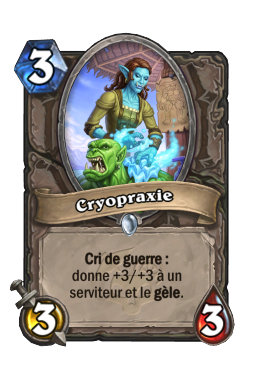 3
Cryopraxie
Cri de guerre :
donne +3/+3 à un
serviteur et le gèle.
3
3